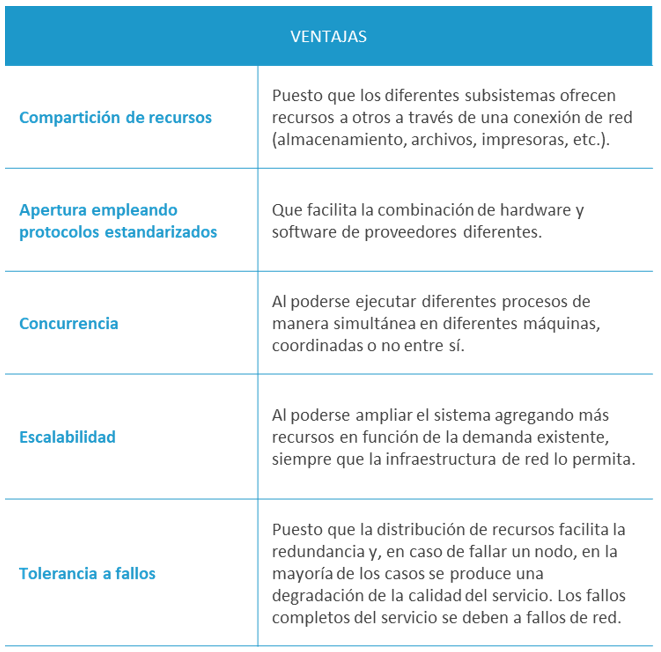 VENTAJAS
Compartición de recursos
Puesto que los diferentes subsistemas ofrecen
recursos a otros a través de una conexión de red
(almacenamiento, archivos, impresoras, etc.).
Apertura empleando
protocolos estandarizados
Que facilita la combinación de hardware y
software de proveedores diferentes.
Concurrencia
Al poderse ejecutar diferentes procesos de
manera simultánea en diferentes máquinas,
coordinadas o no entre sí.
Escalabilidad
Al poderse ampliar el sistema agregando más
recursos en función de la demanda existente,
siempre que la infraestructura de red lo permita.
Tolerancia a fallos
Puesto que la distribución de recursos facilita la
redundancia y, en caso de fallar un nodo, en la
mayoría de los casos se produce una
degradación de la calidad del servicio. Los fallos
completos del servicio se deben a fallos de red.